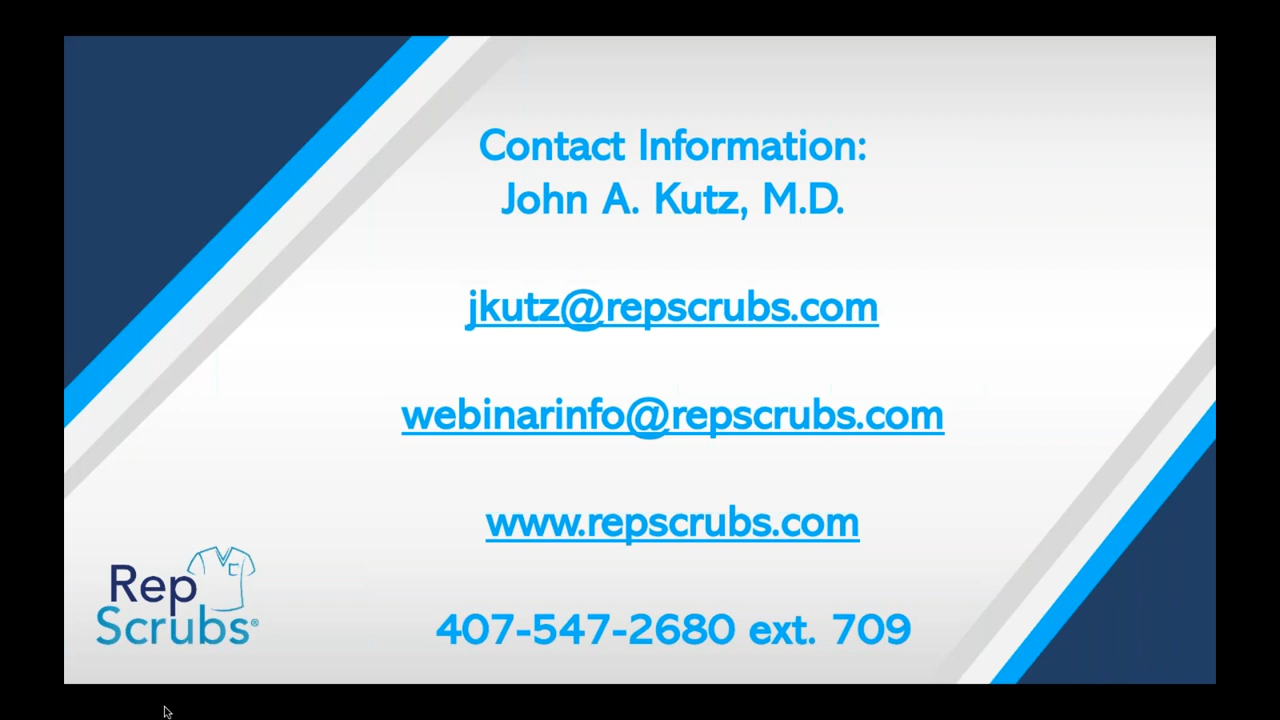 Contact Information:
John A. Kutz, M.D.
jkutz@repscrubs.com
webinarinfo@repscrubs.com
www.repscrubs.com
407-547-2680 ext. 709
Rep
Scrubs®